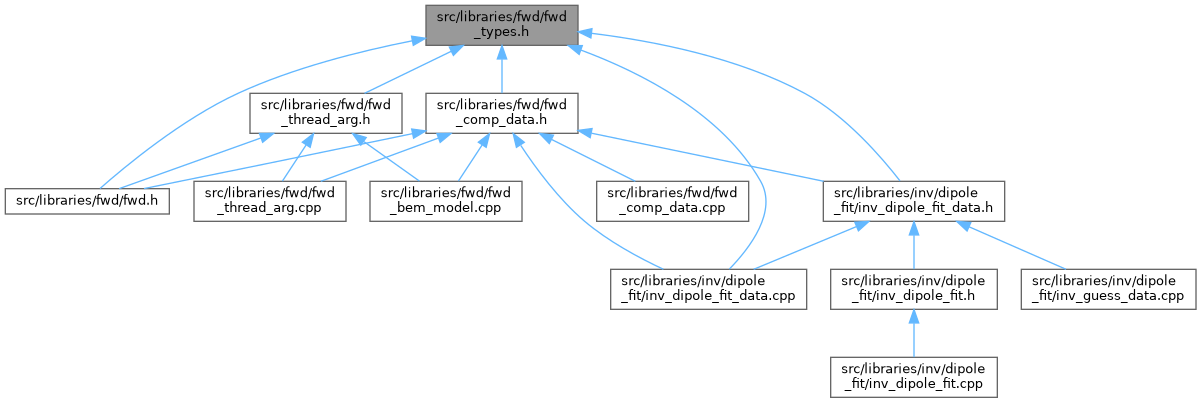 src/libraries/fwd/fwd
_types.h
src/libraries/fwd/fwd
_thread_arg.h
src/libraries/fwd/fwd
_comp_data.h
src/libraries/fwd/fwd.h
src/libraries/fwd/fwd
_thread_arg.cpp
src/libraries/fwd/fwd
_bem_model.cpp
src/libraries/fwd/fwd
_comp_data.cpp
src/libraries/inv/dipole
_fit/inv_dipole_fit_data.h
src/libraries/inv/dipole
_fit/inv_dipole_fit_data.cpp
src/libraries/inv/dipole
_fit/inv_dipole_fit.h
src/libraries/inv/dipole
_fit/inv_guess_data.cpp
src/libraries/inv/dipole
_fit/inv_dipole_fit.cpp